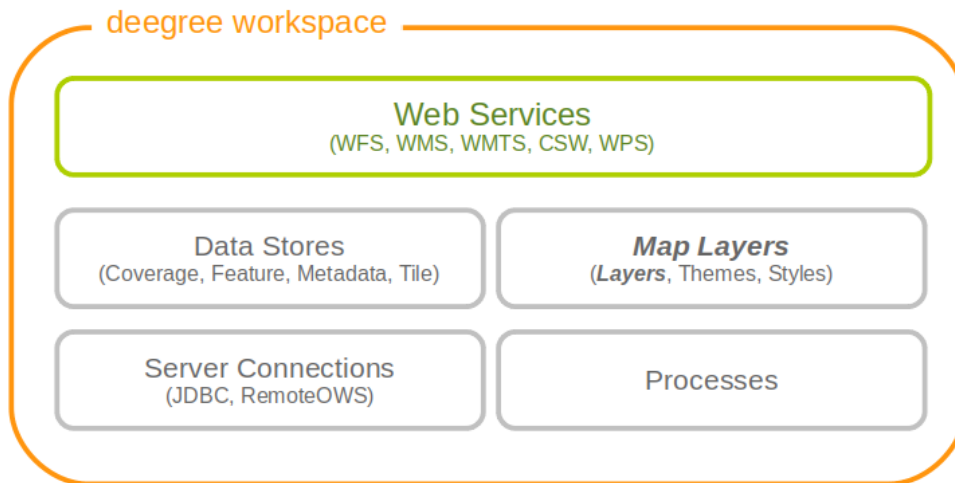 deegree workspace
Web Services
(WFS, WMS, WMTS, CSW, WPS)
Data Stores
(Coverage, Feature, Metadata, Tile)
Map Layers
(Layers, Themes, Styles)
Server Connections
(JDBC, RemoteOWS)
Processes